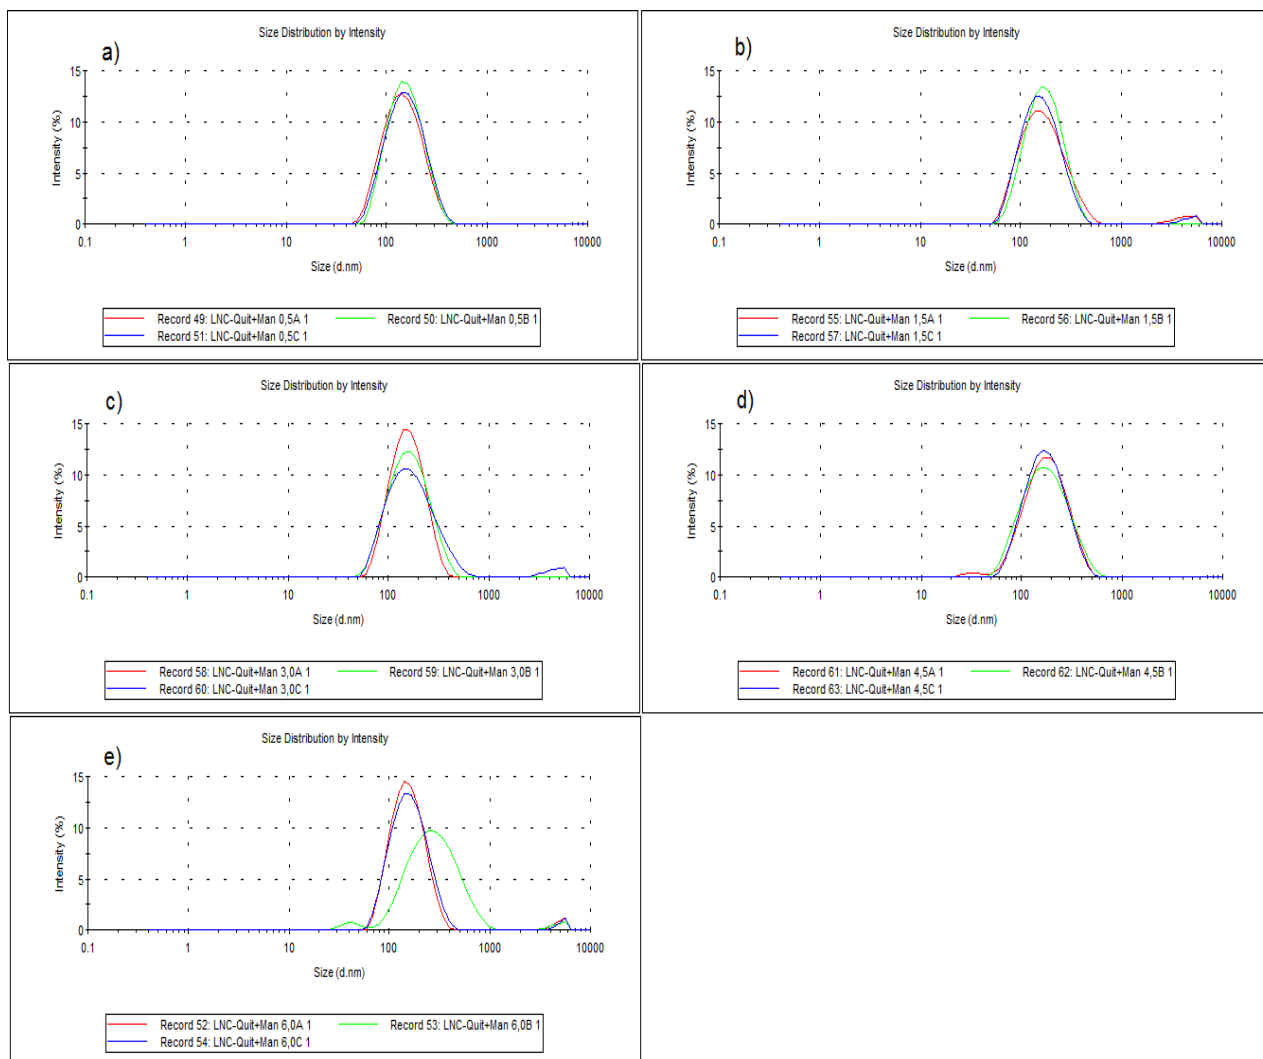 a)
Size Distribution by Intensity
Intensity (%)
15
10
5
0
0.1 1 10 100 1000 10000
Size (d.nm)
Record 49: LNC-Quit+Man 0,5A 1 Record 50: LNC-Quit+Man 0,5B 1
Record 51: LNC-Quit+Man 0,5C 1
b)
Size Distribution by Intensity
Intensity (%)
15
10
5
0
0.1 1 10 100 1000 10000
Size (d.nm)
Record 55: LNC-Quit+Man 1,5A 1 Record 56: LNC-Quit+Man 1,5B 1
Record 57: LNC-Quit+Man 1,5C 1
c)
Size Distribution by Intensity
Intensity (%)
15
10
5
0
0.1 1 10 100 1000 10000
Size (d.nm)
Record 58: LNC-Quit+Man 3,0A 1 Record 59: LNC-Quit+Man 3,0B 1
Record 60: LNC-Quit+Man 3,0C 1
d)
Size Distribution by Intensity
Intensity (%)
15
10
5
0
0.1 1 10 100 1000 10000
Size (d.nm)
Record 61: LNC-Quit+Man 4,5A 1 Record 62: LNC-Quit+Man 4,5B 1
Record 63: LNC-Quit+Man 4,5C 1
e)
Size Distribution by Intensity
Intensity (%)
15
10
5
0
0.1 1 10 100 1000 10000
Size (d.nm)
Record 52: LNC-Quit+Man 6,0A 1 Record 53: LNC-Quit+Man 6,0B 1
Record 54: LNC-Quit+Man 6,0C 1